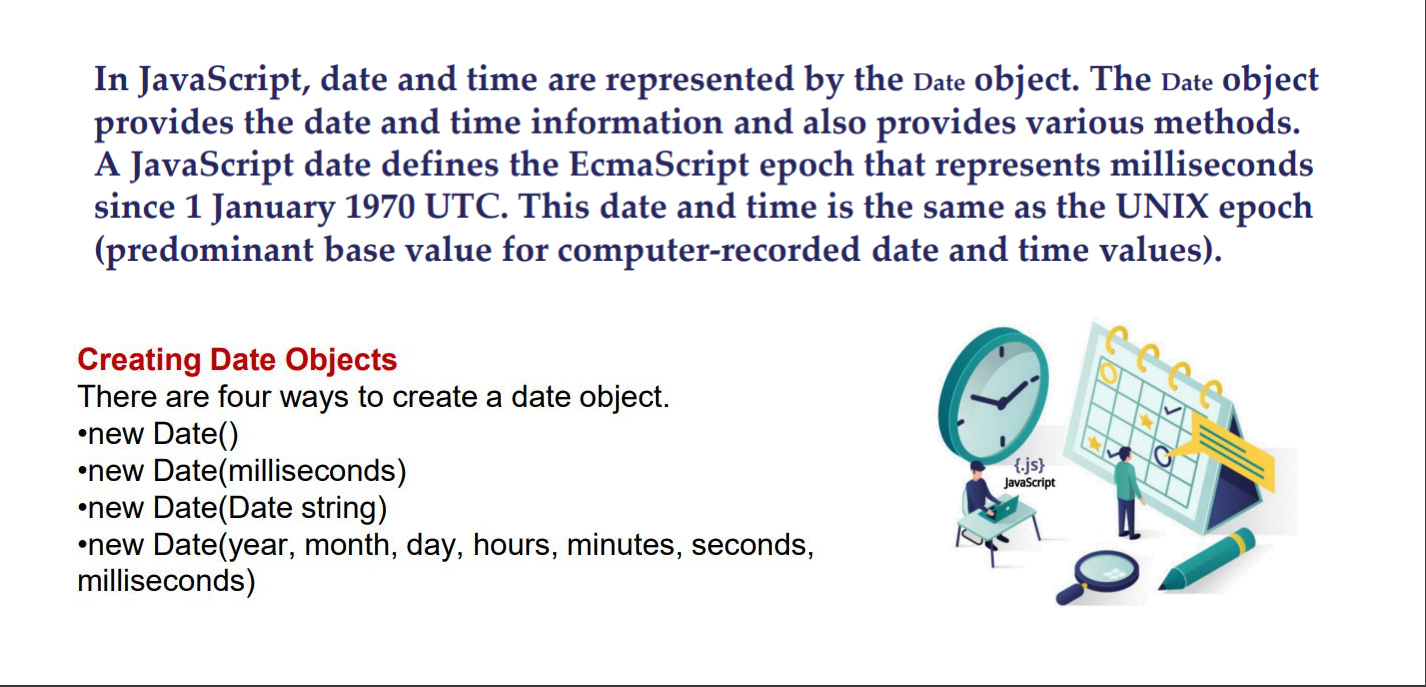 In JavaScript, date and time are represented by the Date object. The Date object
provides the date and time information and also provides various methods.
A JavaScript date defines the EcmaScript epoch that represents milliseconds
since 1 January 1970 UTC. This date and time is the same as the UNIX epoch
(predominant base value for computer-recorded date and time values).
Creating Date Objects
There are four ways to create a date object.
•new Date()
•new Date(milliseconds)
•new Date(Date string)
•new Date(year, month, day, hours, minutes, seconds,
milliseconds)
{.js}
JavaScript